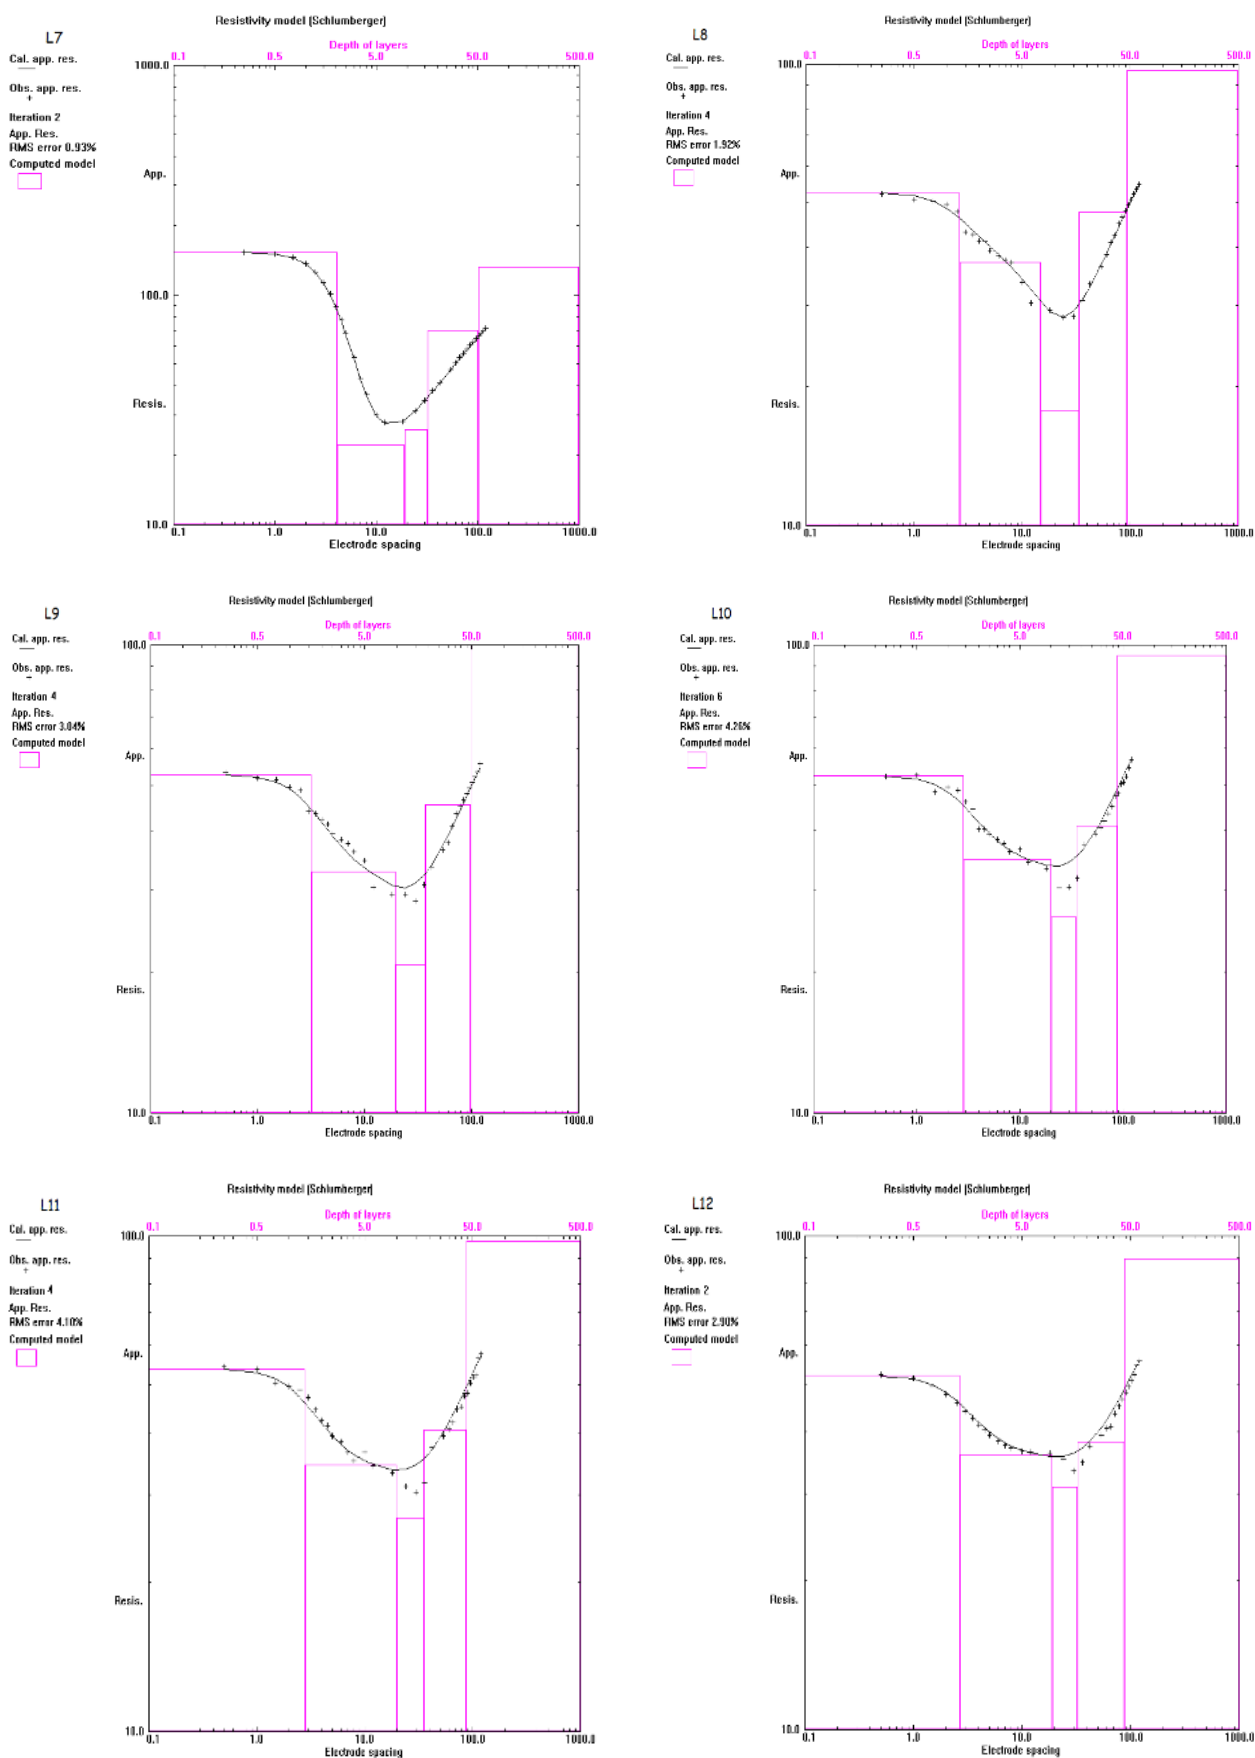 Resistivity model (Schlumberger)
L7
Depth of layers
0.1 0.5 5.0 50.0 500.0
Cal. app. res.
Obs. app. res.
Iteration 2
App. Res.
RMS error 0.93%
Computed model
1000.0
App.
100.0
Resis.
10.0
0.1 1.0 10.0 100.0 1000.0
Electrode spacing
Resistivity model (Schlumberger)
L8
Depth of layers
0.1 0.5 5.0 50.0 500.0
Cal. app. res.
Obs. app. res.
Iteration 4
App. Res.
RMS error 1.92%
Computed model
100.0
App.
Resis.
10.0
0.1 1.0 10.0 100.0 1000.0
Electrode spacing
Resistivity model (Schlumberger)
L9
Depth of layers
0.1 0.5 5.0 50.0 500.0
Cal. app. res.
Obs. app. res.
Iteration 4
App. Res.
RMS error 3.04%
Computed model
100.0
App.
Resis.
10.0
0.1 1.0 10.0 100.0 1000.0
Electrode spacing
Resistivity model (Schlumberger)
L10
Depth of layers
0.1 0.5 5.0 50.0 500.0
Cal. app. res.
Obs. app. res.
Iteration 6
App. Res.
RMS error 4.26%
Computed model
100.0
App.
Resis.
10.0
0.1 1.0 10.0 100.0 1000.0
Electrode spacing
Resistivity model (Schlumberger)
L11
Depth of layers
0.1 0.5 5.0 50.0 500.0
Cal. app. res.
Obs. app. res.
Iteration 4
App. Res.
RMS error 4.10%
Computed model
100.0
App.
Resis.
10.0
0.1 1.0 10.0 100.0 1000.0
Electrode spacing
Resistivity model (Schlumberger)
L12
Depth of layers
0.1 0.5 5.0 50.0 500.0
Cal. app. res.
Obs. app. res.
Iteration 2
App. Res.
RMS error 2.90%
Computed model
100.0
App.
Resis.
10.0
0.1 1.0 10.0 100.0 1000.0
Electrode spacing